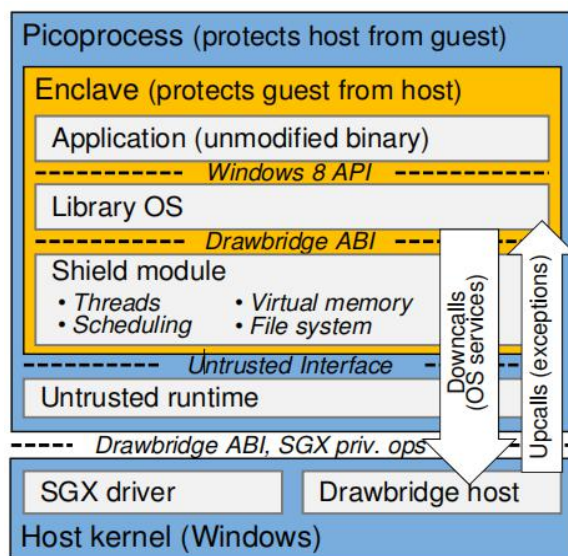 Picoprocess (protects host from guest)
Enclave (protects guest from host)
Application (unmodified binary)
Windows 8 API
Library OS
Drawbridge ABI
Shield module
• Threads • Virtual memory
• Scheduling • File system
Untrusted Interface
Untrusted runtime
Downcalls
(OS services)
Upcalls (exceptions)
Drawbridge ABI, SGX priv. ops
SGX driver Drawbridge host
Host kernel (Windows)